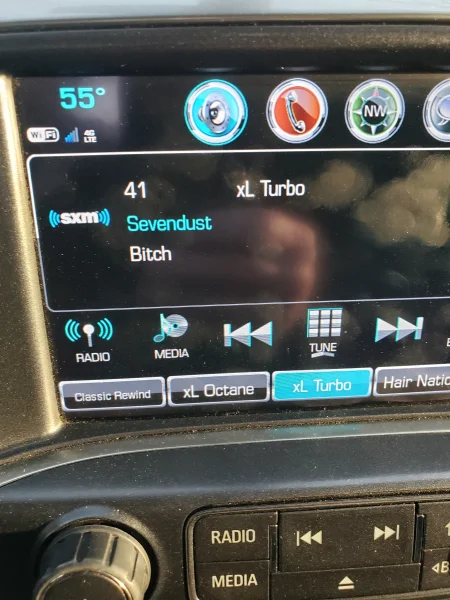 55°
WiFi 4G LTE NW
41 xL Turbo
((sxm))
Sevendust
Bitch
RADIO MEDIA TUNE
Classic Rewind xL Octane xL Turbo Hair Natio
RADIO
MEDIA